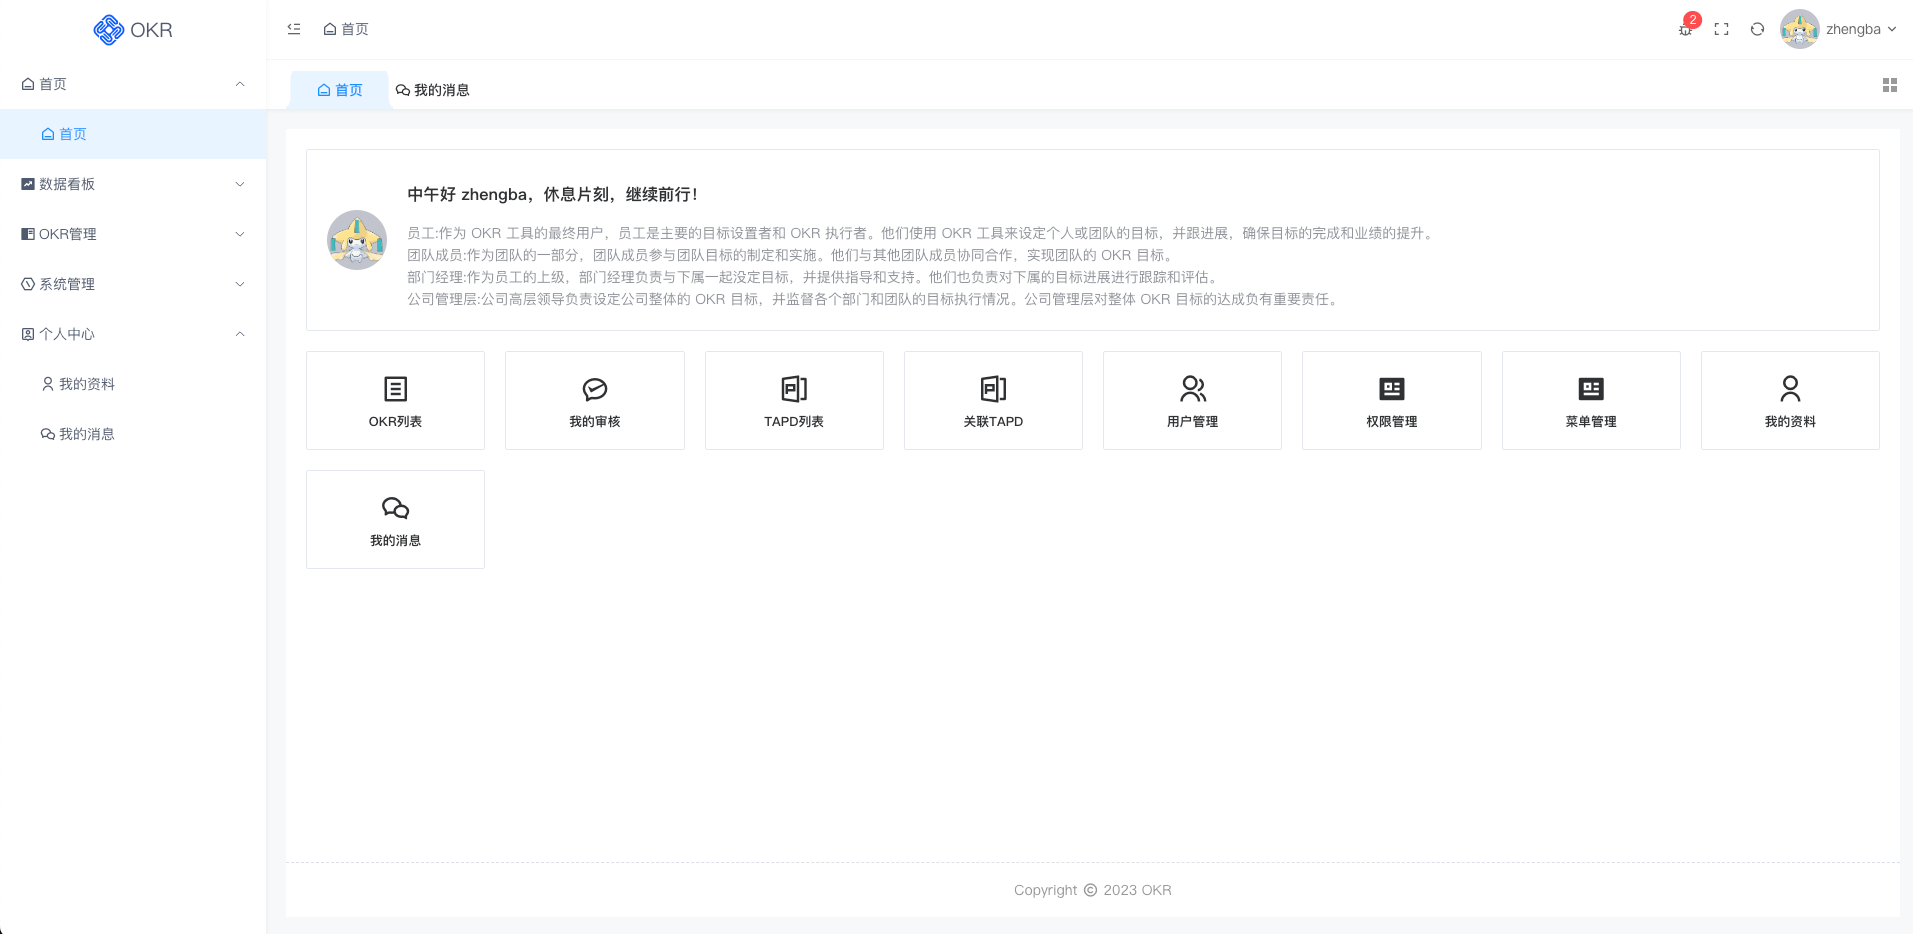 OKR
首页
2
zhengba
首页
首页
数据看板
OKR管理
系统管理
个人中心
我的资料
我的消息
首页
我的消息
中午好 zhengba，休息片刻，继续前行！
员工:作为 OKR 工具的最终用户，员工是主要的目标设置者和 OKR 执行者。他们使用 OKR 工具来设定个人或团队的目标，并跟进展，确保目标的完成和业绩的提升。
团队成员:作为团队的一部分，团队成员参与团队目标的制定和实施。他们与其他团队成员协同合作，实现团队的 OKR 目标。
部门经理:作为员工的上级，部门经理负责与下属一起没定目标，并提供指导和支持。他们也负责对下属的目标进展进行跟踪和评估。
公司管理层:公司高层领导负责设定公司整体的 OKR 目标，并监督各个部门和团队的目标执行情况。公司管理层对整体 OKR 目标的达成负有重要责任。
OKR列表
我的审核
TAPD列表
关联TAPD
用户管理
权限管理
菜单管理
我的资料
我的消息
Copyright © 2023 OKR